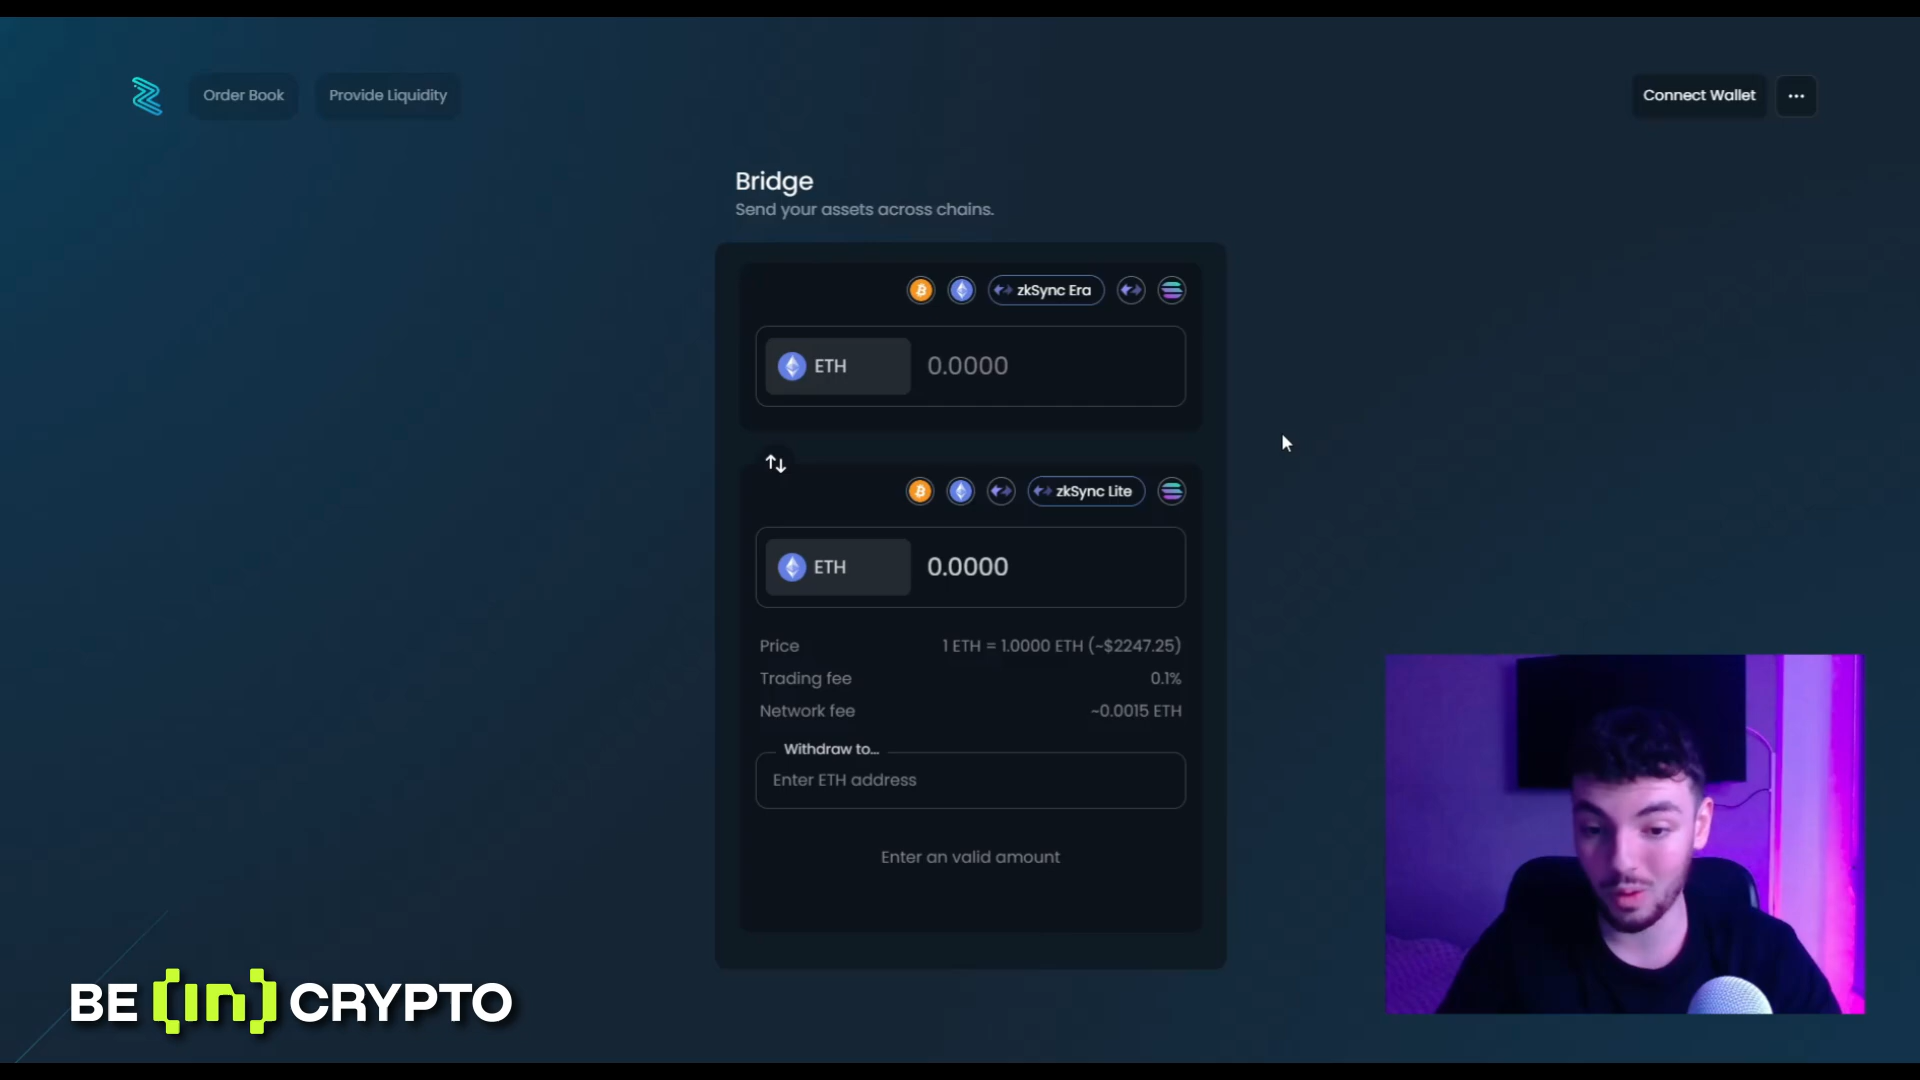 Order Book
Provide Liquidity
Connect Wallet
Bridge
Send your assets across chains.
zkSync Era
ETH
0.0000
zkSync Lite
ETH
0.0000
Price
1 ETH = 1.0000 ETH (~$2247.25)
Trading fee
0.1%
Network fee
~0.0015 ETH
Withdraw to...
Enter ETH address
Enter an valid amount
BE [in] CRYPTO